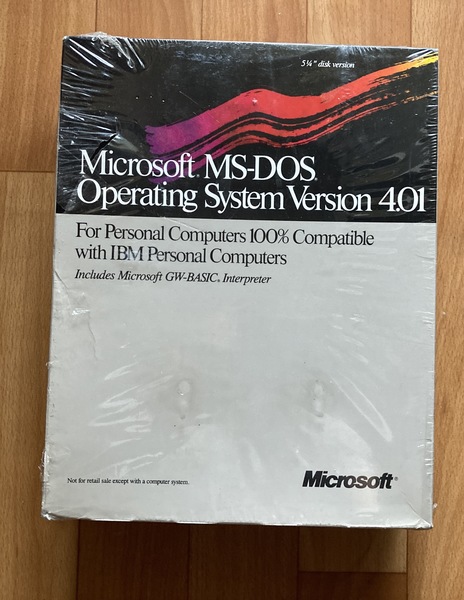 5¼" disk version
Microsoft® MS-DOS®
Operating System Version 4.01
For Personal Computers 100% Compatible
with IBM Personal Computers
Includes Microsoft GW-BASIC® Interpreter
Not for retail sale except with a computer system.
Microsoft®